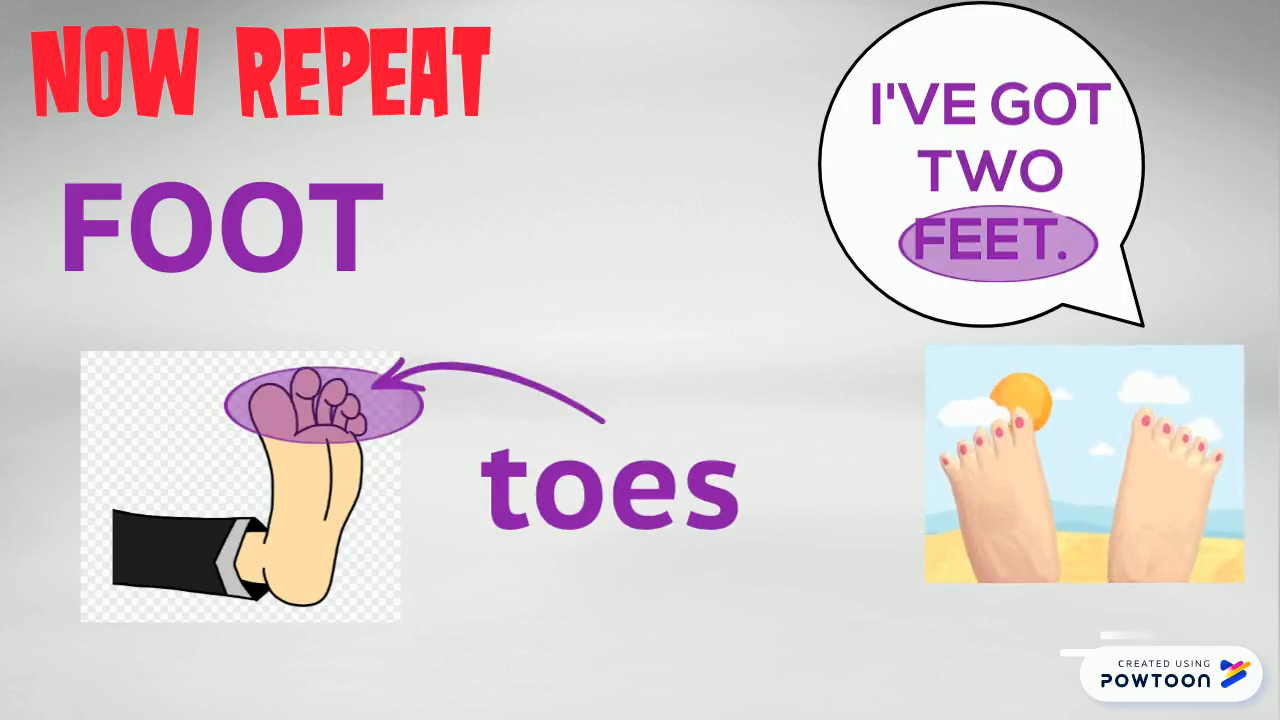 NOW REPEAT
FOOT
I'VE GOT
TWO
FEET.
toes
CREATED USING
POWTOON